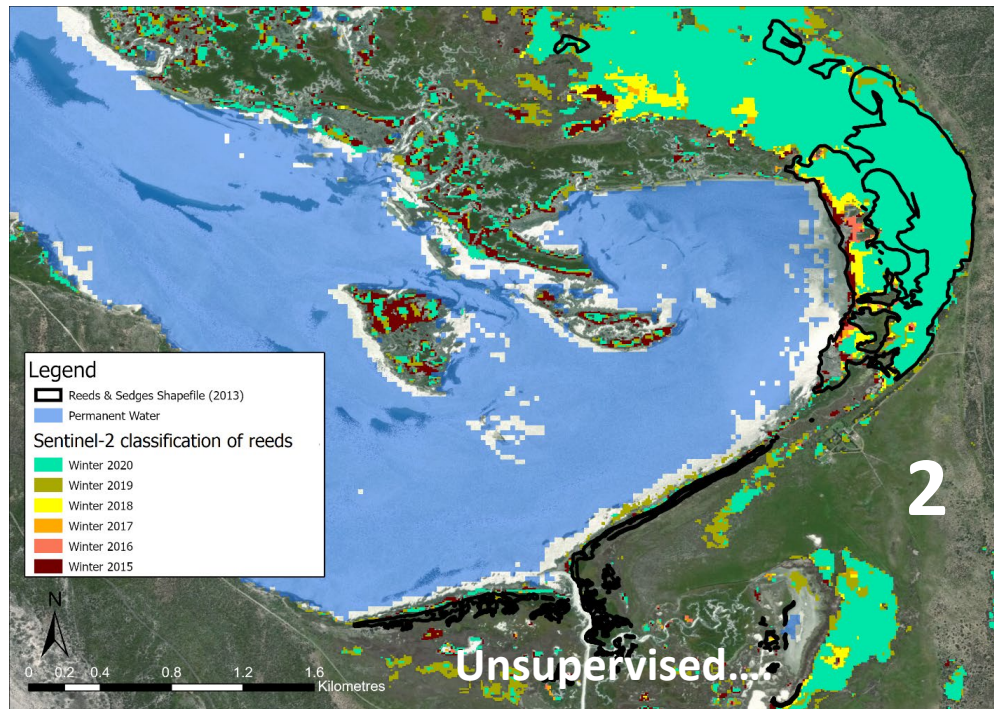 2
Legend
Reeds & Sedges Shapefile (2013)
Permanent Water
Sentinel-2 classification of reeds
Winter 2020
Winter 2019
Winter 2018
Winter 2017
Winter 2016
Winter 2015
N
0 0.2 0.4 0.8 1.2 1.6
Kilometres
Unsupervised....